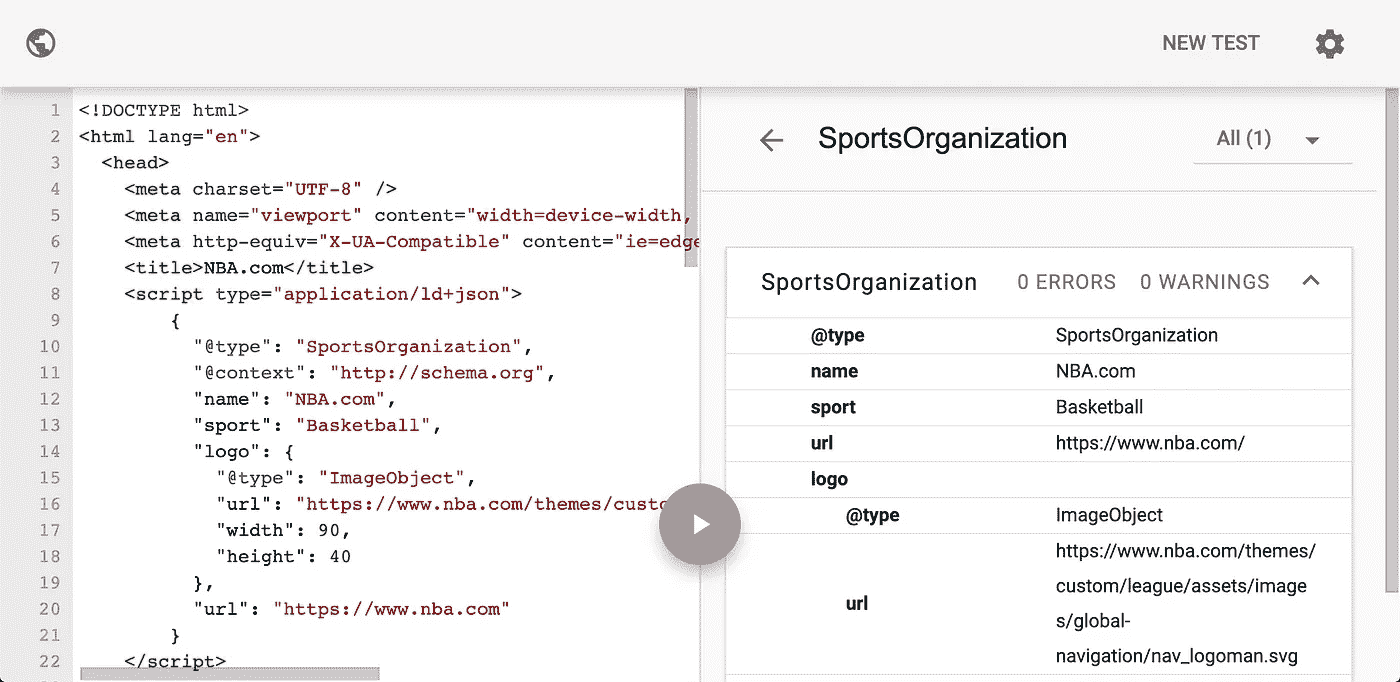 NEW TEST
1 <!DOCTYPE html>
2 <html lang="en">
3 <head>
4 <meta charset="UTF-8" />
5 <meta name="viewport" content="width=device-width,
6 <meta http-equiv="X-UA-Compatible" content="ie=edge
7 <title>NBA.com</title>
8 <script type="application/ld+json">
9 {
10 "@type": "SportsOrganization",
11 "@context": "http://schema.org",
12 "name": "NBA.com",
13 "sport": "Basketball",
14 "logo": {
15 "@type": "ImageObject",
16 "url": "https://www.nba.com/themes/custo
17 "width": 90,
18 "height": 40
19 },
20 "url": "https://www.nba.com"
21 }
22 </script>
SportsOrganization All (1)
SportsOrganization 0 ERRORS 0 WARNINGS
@type SportsOrganization
name NBA.com
sport Basketball
url https://www.nba.com/
logo
@type ImageObject
url https://www.nba.com/themes/
custom/league/assets/image
s/global-
navigation/nav_logoman.svg